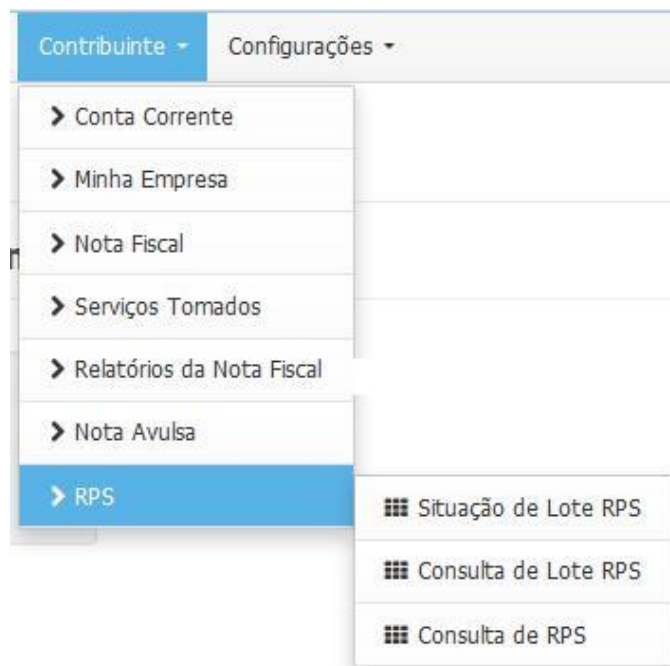 Contribuinte Configurações
Conta Corrente
Minha Empresa
Nota Fiscal
Serviços Tomados
Relatórios da Nota Fiscal
Nota Avulsa
RPS
Situação de Lote RPS
Consulta de Lote RPS
Consulta de RPS